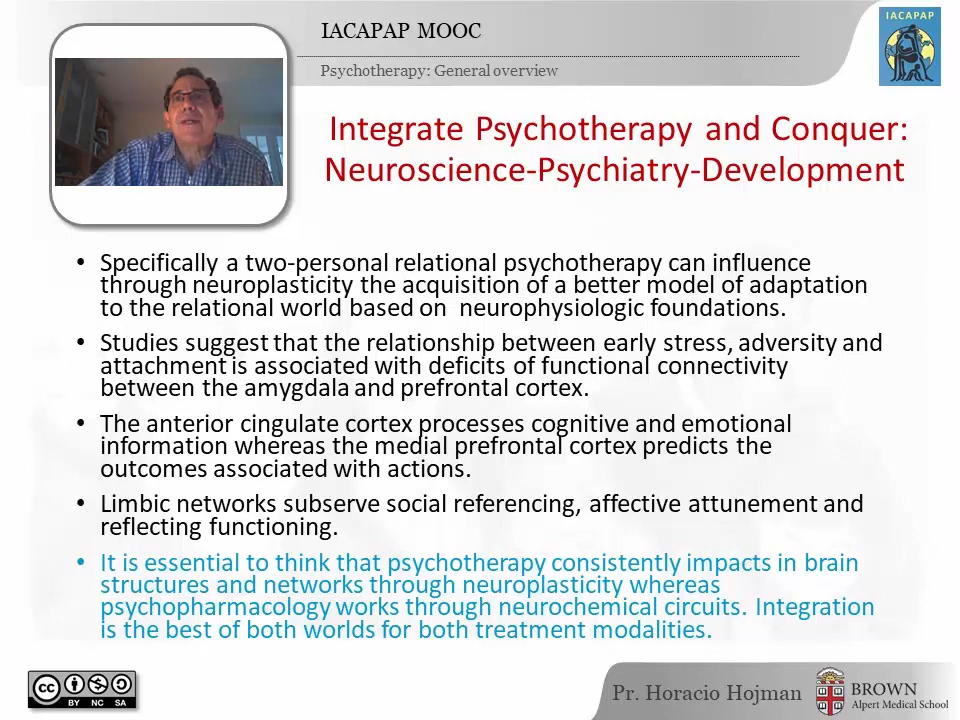 IACAPAP MOOC
IACAPAP
Psychotherapy: General overview
Integrate Psychotherapy and Conquer:
Neuroscience-Psychiatry-Development
• Specifically a two-personal relational psychotherapy can influence
through neuroplasticity the acquisition of a better model of adaptation
to the relational world based on neurophysiologic foundations.
• Studies suggest that the relationship between early stress, adversity and
attachment is associated with deficits of functional connectivity
between the amygdala and prefrontal cortex.
• The anterior cingulate cortex processes cognitive and emotional
information whereas the medial prefrontal cortex predicts the
outcomes associated with actions.
• Limbic networks subserve social referencing, affective attunement and
reflecting functioning.
• It is essential to think that psychotherapy consistently impacts in brain
structures and networks through neuroplasticity whereas
psychopharmacology works through neurochemical circuits. Integration
is the best of both worlds for both treatment modalities.
cc
BY NC SA
Pr. Horacio Hojman
BROWN
Alpert Medical School